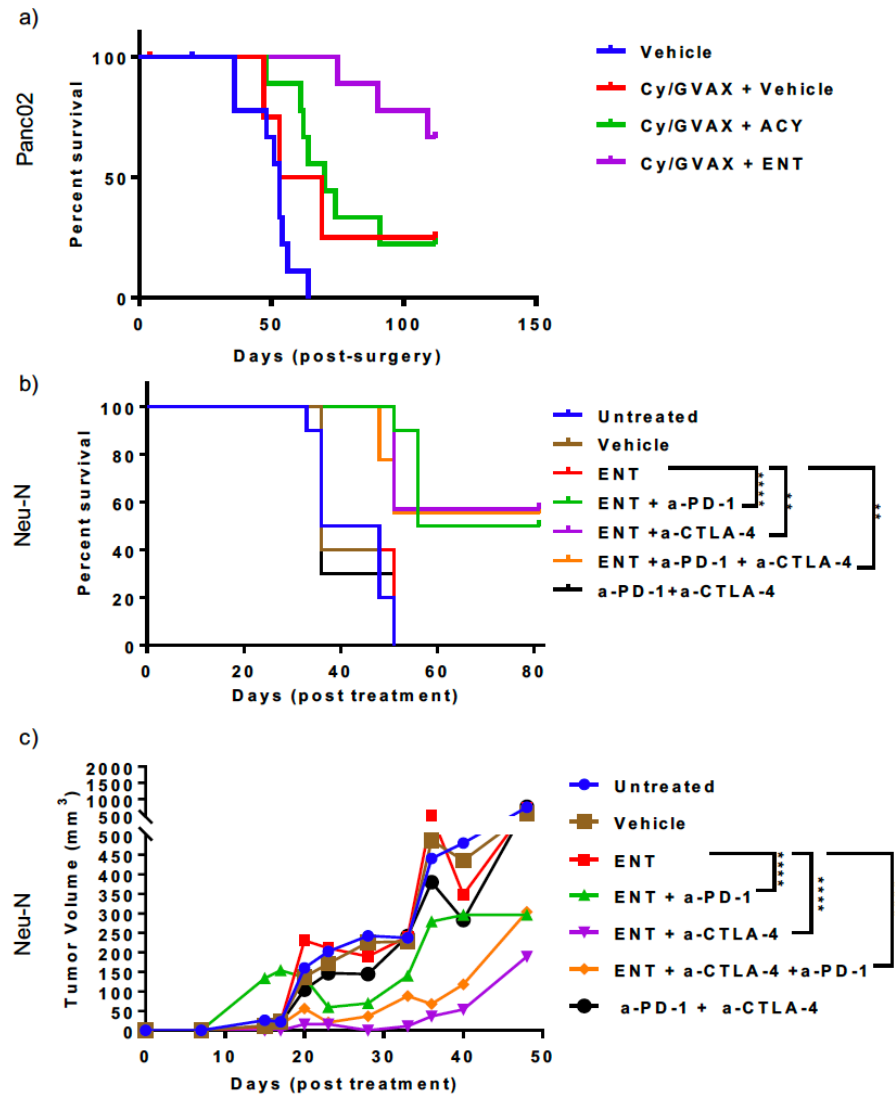 a)
Panc02
Percent survival
100
50
0
0 50 100 150
Days (post-surgery)
Vehicle
Cy/GVAX + Vehicle
Cy/GVAX + ACY
Cy/GVAX + ENT
b)
Neu-N
Percent survival
100
80
60
40
20
0
0 20 40 60 80
Days (post treatment)
Untreated
Vehicle
ENT
ENT + a-PD-1
ENT +a-CTLA-4
ENT +a-PD-1 + a-CTLA-4
a-PD-1+a-CTLA-4
****
**
**
c)
Neu-N
Tumor Volume (mm3)
2000
1500
1000
500
500
450
400
350
300
250
200
150
100
50
0
0 10 20 30 40 50
Days (post treatment)
Untreated
Vehicle
ENT
ENT + a-PD-1
ENT + a-CTLA-4
ENT + a-CTLA-4 +a-PD-1
a-PD-1 + a-CTLA-4
****
****